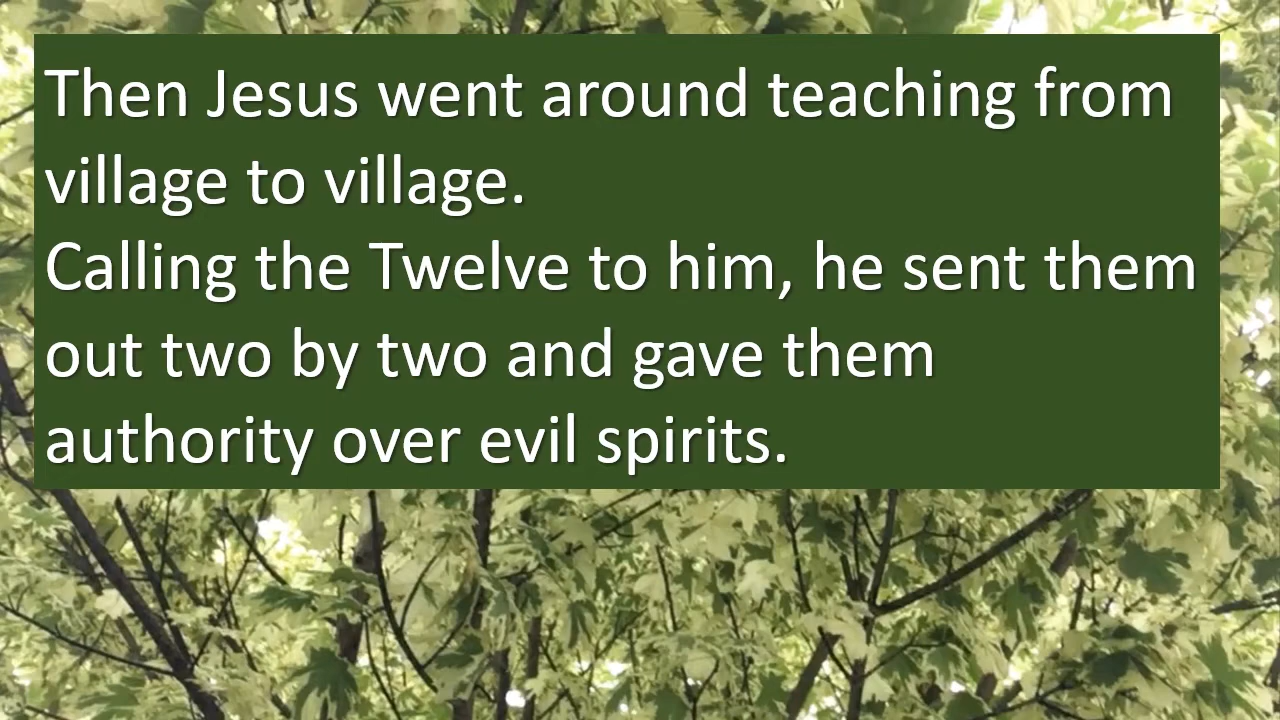 Then Jesus went around teaching from
village to village.
Calling the Twelve to him, he sent them
out two by two and gave them
authority over evil spirits.